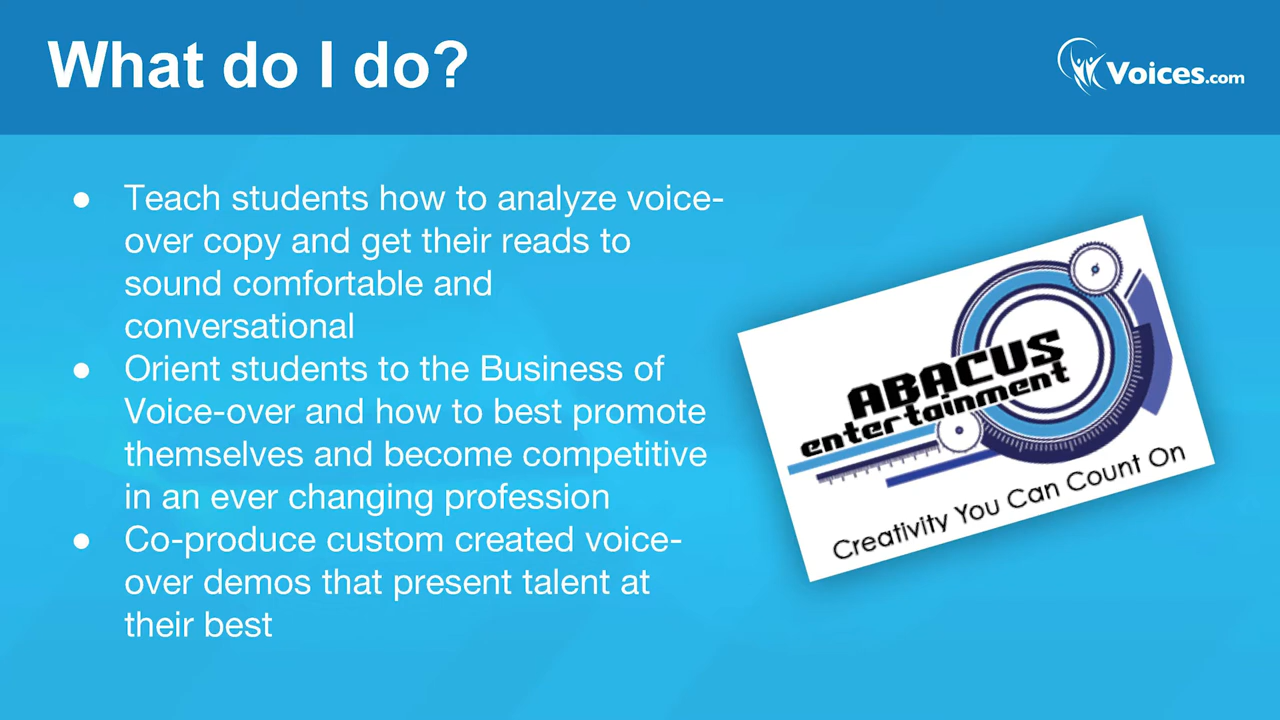 What do I do?
Voices.com
● Teach students how to analyze voice-
over copy and get their reads to
sound comfortable and
conversational
● Orient students to the Business of
Voice-over and how to best promote
themselves and become competitive
in an ever changing profession
● Co-produce custom created voice-
over demos that present talent at
their best
ABACUS
entertainment
Creativity You Can Count On